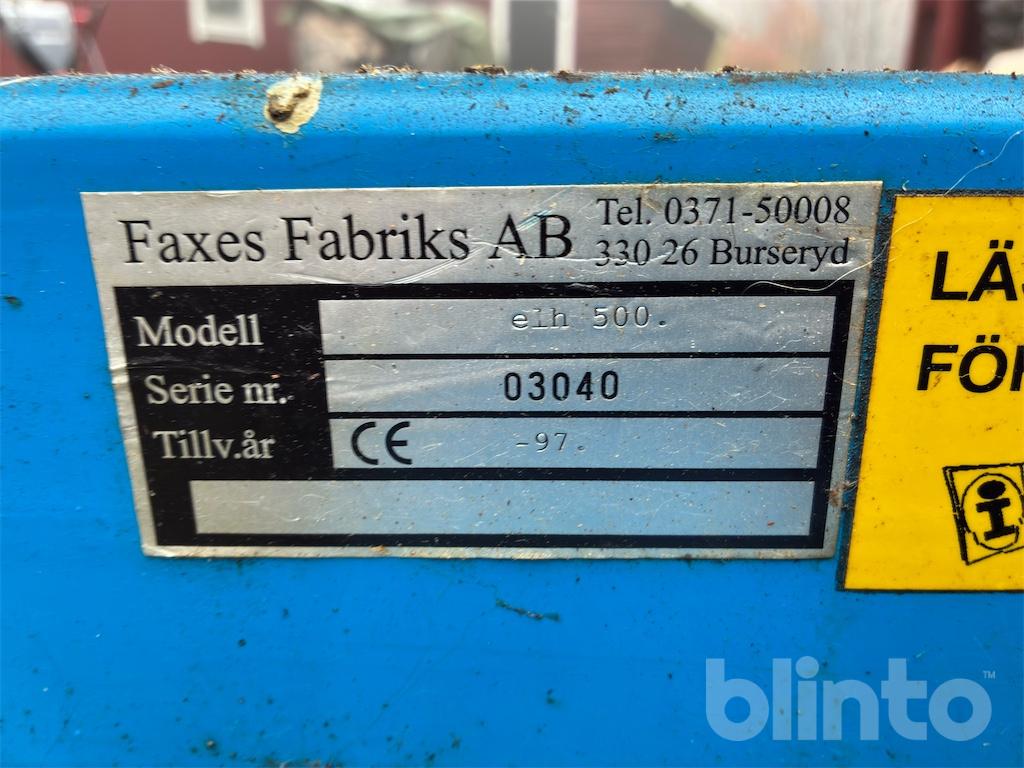 Faxes Fabriks AB
Tel. 0371-50008
330 26 Burseryd
Modell elh 500.
Serie nr. 03040
Tillv.år CE -97.
LÄ
FÖ
i
blinto™